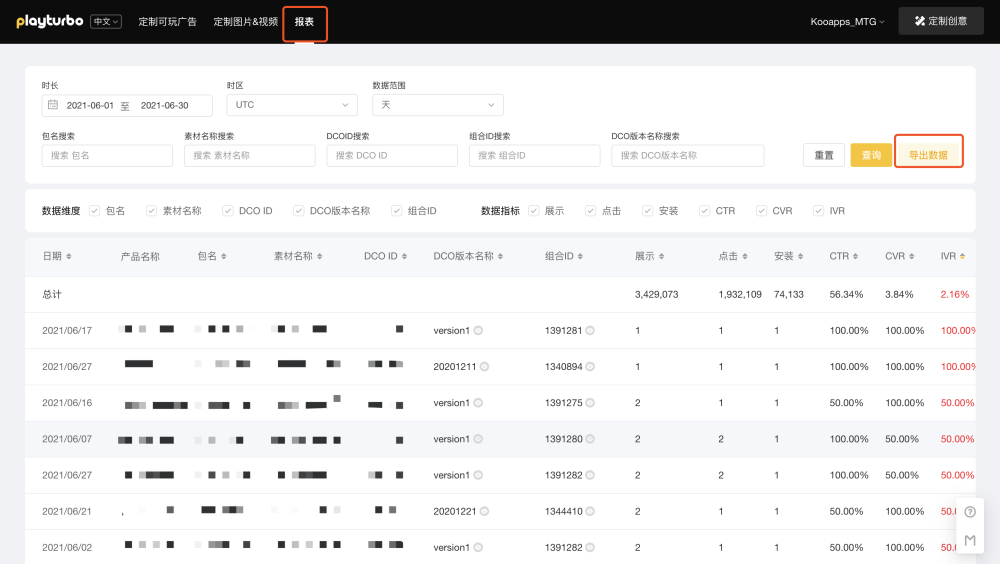 playturbo 中文 定制可玩广告 定制图片&视频 报表 Kooapps_MTG 定制创意
时长 时区 数据范围
2021-06-01 至 2021-06-30 UTC 天
包名搜索 素材名称搜索 DCOID搜索 组合ID搜索 DCO版本名称搜索
搜索 包名 搜索 素材名称 搜索 DCO ID 搜索 组合ID 搜索 DCO版本名称 重置 查询 导出数据
数据维度 包名 素材名称 DCO ID DCO版本名称 组合ID 数据指标 展示 点击 安装 CTR CVR IVR
日期 产品名称 包名 素材名称 DCO ID DCO版本名称 组合ID 展示 点击 安装 CTR CVR IVR
总计 3,429,073 1,932,109 74,133 56.34% 3.84% 2.16%
2021/06/17 version1 1391281 1 1 1 100.00% 100.00% 100.00%
2021/06/27 20201211 1340894 1 1 1 100.00% 100.00% 100.00%
2021/06/16 version1 1391275 2 1 1 50.00% 100.00% 50.00%
2021/06/07 version1 1391280 2 2 1 100.00% 50.00% 50.00%
2021/06/27 version1 1391282 2 2 1 100.00% 50.00% 50.00%
2021/06/21 20201221 1344410 2 1 1 50.00% 100.00% 50.
2021/06/02 version1 1391282 2 1 1 50.00% 100.00% 50.